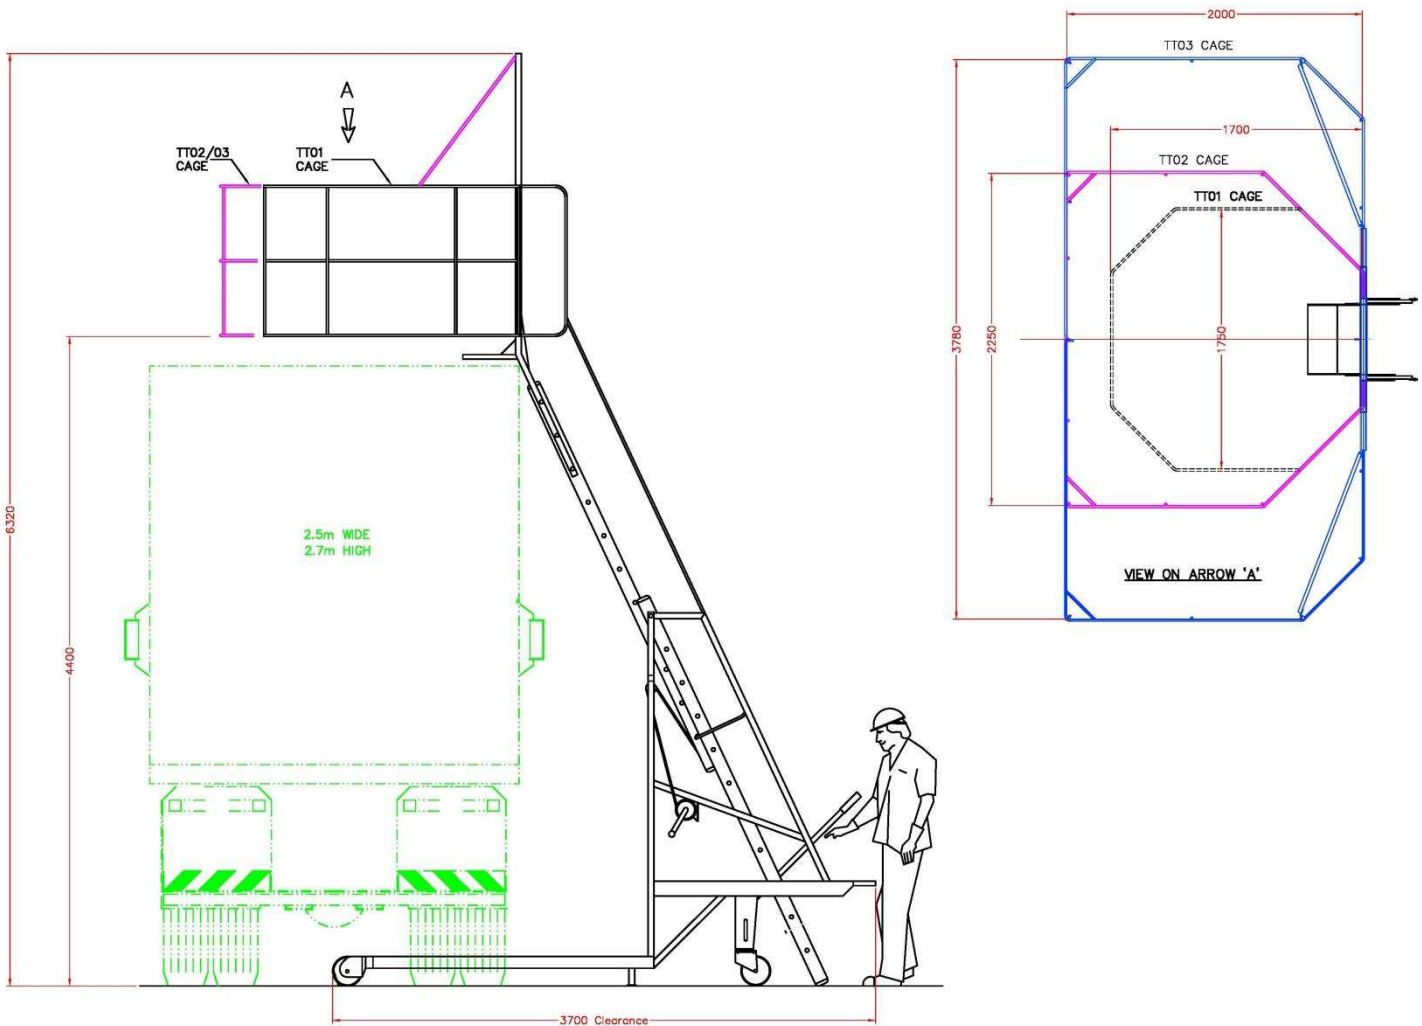 2000
TT03 CAGE
A
1700
TT02/03
CAGE
TT01
CAGE
TT02 CAGE
TT01 CAGE
3780
2250
1750
6320
2.5m WIDE
2.7m HIGH
VIEW ON ARROW 'A'
4400
3700 Clearance